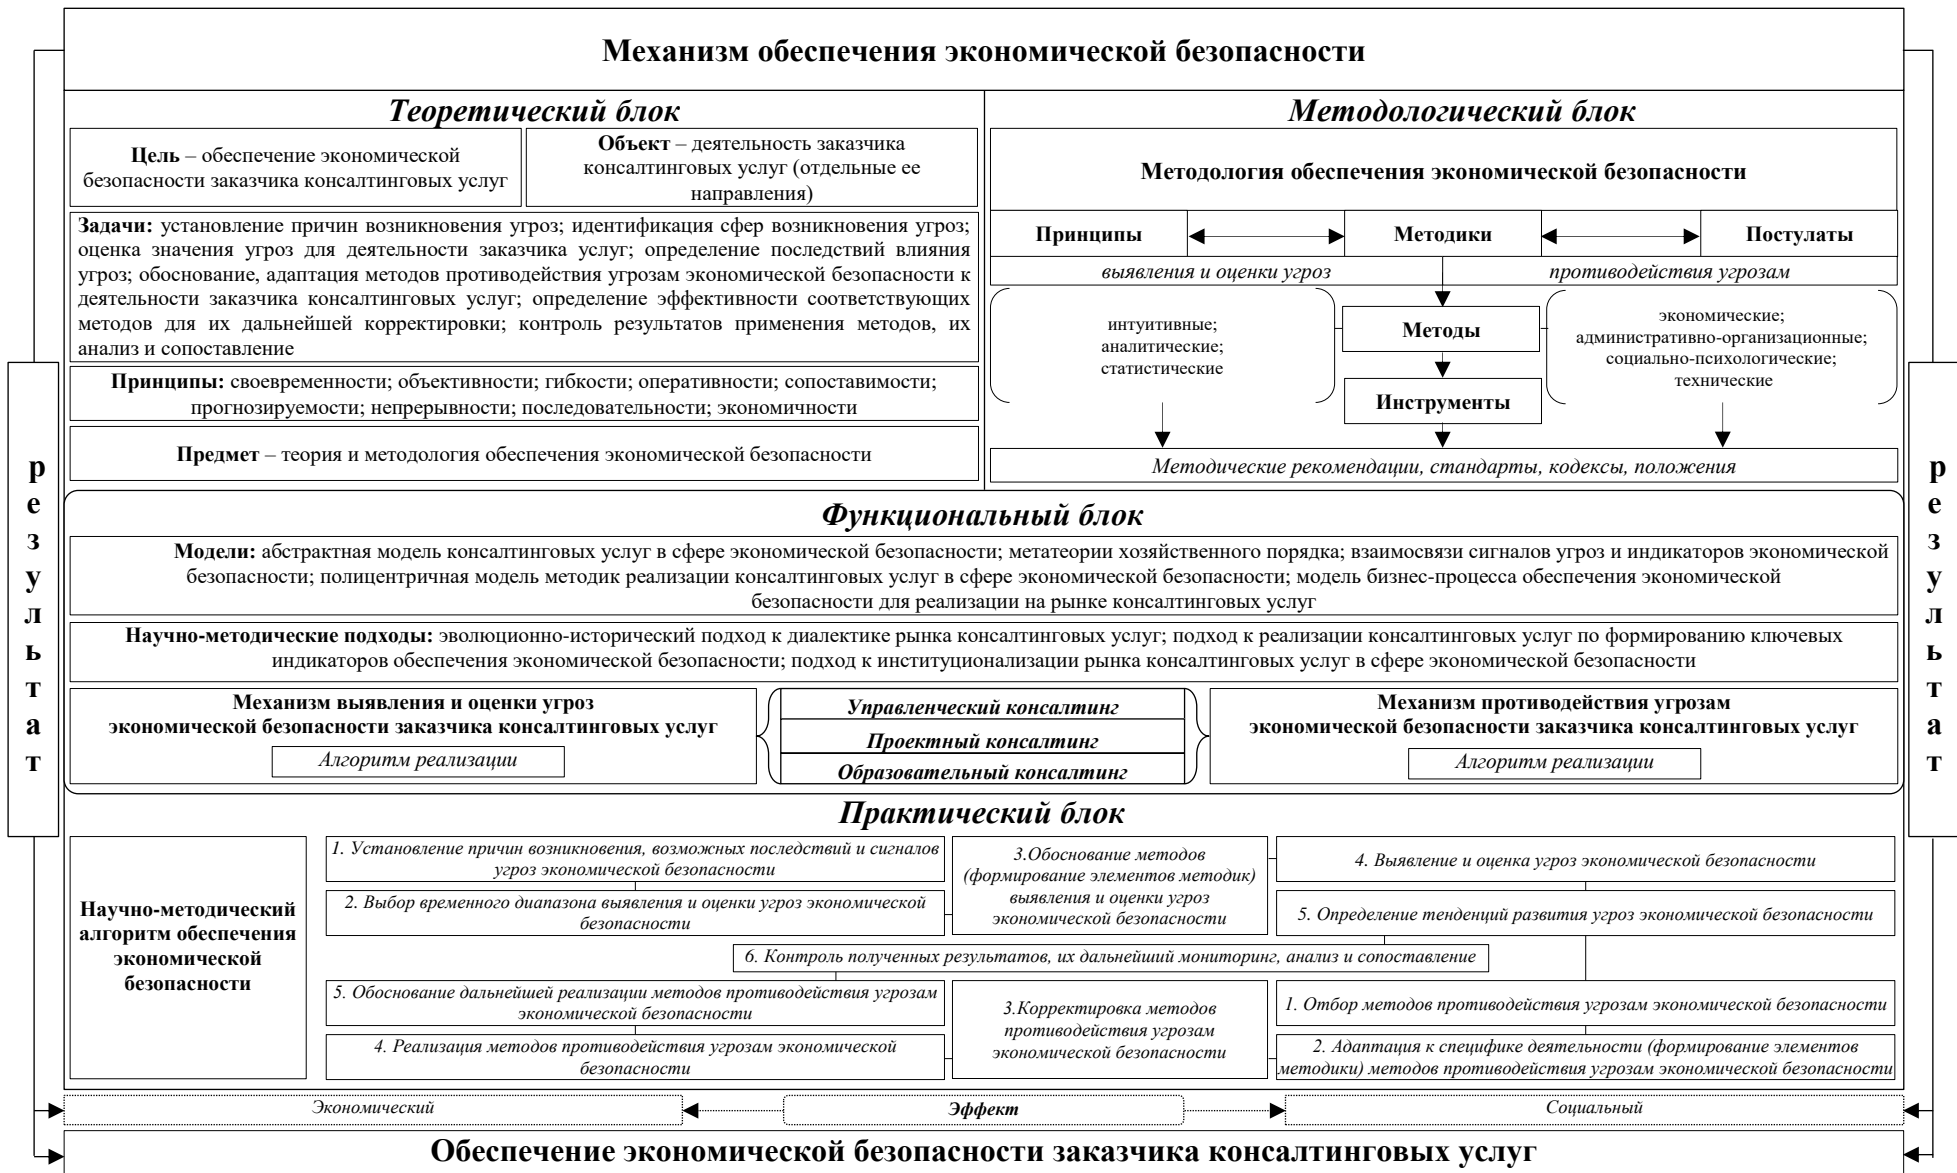 Механизм обеспечения экономической безопасности
Теоретический блок
Цель – обеспечение экономической
безопасности заказчика консалтинговых услуг
Объект – деятельность заказчика
консалтинговых услуг (отдельные ее
направления)
Задачи: установление причин возникновения угроз; идентификация сфер возникновения угроз;
оценка значения угроз для деятельности заказчика услуг; определение последствий влияния
угроз; обоснование, адаптация методов противодействия угрозам экономической безопасности к
деятельности заказчика консалтинговых услуг; определение эффективности соответствующих
методов для их дальнейшей корректировки; контроль результатов применения методов, их
анализ и сопоставление
Принципы: своевременности; объективности; гибкости; оперативности; сопоставимости;
прогнозируемости; непрерывности; последовательности; экономичности
Предмет – теория и методология обеспечения экономической безопасности
Методологический блок
Методология обеспечения экономической безопасности
Принципы
Методики
Постулаты
выявления и оценки угроз
противодействия угрозам
интуитивные;
аналитические;
статистические
Методы
экономические;
административно-организационные;
социально-психологические;
технические
Инструменты
Методические рекомендации, стандарты, кодексы, положения
результат
результат
Функциональный блок
Модели: абстрактная модель консалтинговых услуг в сфере экономической безопасности; метатеории хозяйственного порядка; взаимосвязи сигналов угроз и индикаторов экономической
безопасности; полицентричная модель методик реализации консалтинговых услуг в сфере экономической безопасности; модель бизнес-процесса обеспечения экономической
безопасности для реализации на рынке консалтинговых услуг
Научно-методические подходы: эволюционно-исторический подход к диалектике рынка консалтинговых услуг; подход к реализации консалтинговых услуг по формированию ключевых
индикаторов обеспечения экономической безопасности; подход к институционализации рынка консалтинговых услуг в сфере экономической безопасности
Механизм выявления и оценки угроз
экономической безопасности заказчика консалтинговых услуг
Алгоритм реализации
Управленческий консалтинг
Проектный консалтинг
Образовательный консалтинг
Механизм противодействия угрозам
экономической безопасности заказчика консалтинговых услуг
Алгоритм реализации
Практический блок
Научно-методический
алгоритм обеспечения
экономической
безопасности
1. Установление причин возникновения, возможных последствий и сигналов
угроз экономической безопасности
2. Выбор временного диапазона выявления и оценки угроз экономической
безопасности
3.Обоснование методов
(формирование элементов методик)
выявления и оценки угроз
экономической безопасности
4. Выявление и оценка угроз экономической безопасности
5. Определение тенденций развития угроз экономической безопасности
6. Контроль полученных результатов, их дальнейший мониторинг, анализ и сопоставление
5. Обоснование дальнейшей реализации методов противодействия угрозам
экономической безопасности
4. Реализация методов противодействия угрозам экономической
безопасности
3.Корректировка методов
противодействия угрозам
экономической безопасности
1. Отбор методов противодействия угрозам экономической безопасности
2. Адаптация к специфике деятельности (формирование элементов
методики) методов противодействия угрозам экономической безопасности
Экономический
Эффект
Социальный
Обеспечение экономической безопасности заказчика консалтинговых услуг